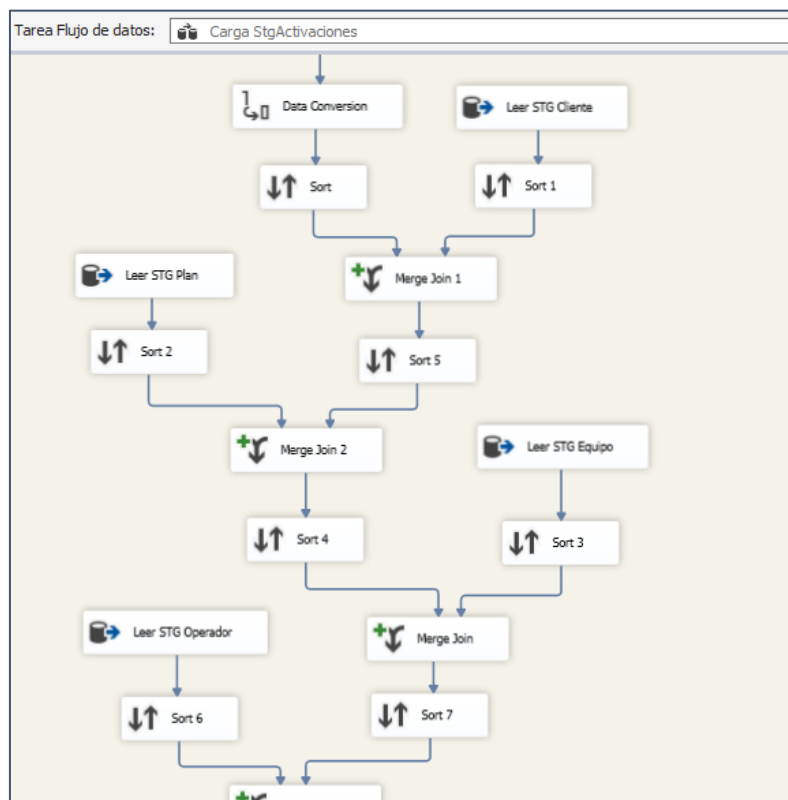 Tarea Flujo de datos: Carga StgActivaciones
Data Conversion
Leer STG Cliente
Sort
Sort 1
Leer STG Plan
Merge Join 1
Sort 2
Sort 5
Merge Join 2
Leer STG Equipo
Sort 4
Sort 3
Leer STG Operador
Merge Join
Sort 6
Sort 7